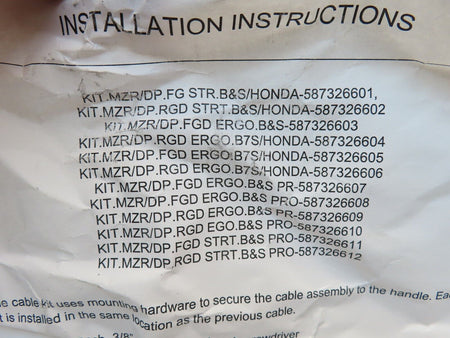 INSTALLATION INSTRUCTIONS
KIT.MZR/DP.FG STR.B&S/HONDA-587326601,
KIT.MZR/DP.RGD STRT.B&S/HONDA-587326602
KIT.MZR/DP.FGD ERGO.B&S-587326603
KIT.MZR/DP.RGD ERGO.B7S/HONDA-587326604
KIT.MZR/DP.FGD ERGO.B7S/HONDA-587326605
KIT.MZR/DP.RGD ERGO.B7S/HONDA-587326606
KIT.MZR/DP.FGD ERGO.B&S PR-587326607
KIT.MZR/DP.FGD ERGO.B&S PRO-587326608
KIT.MZR/DP.RGD ERGO.B&S PR-587326609
KIT.MZR/DP.RGD EGO.B&S PRO-587326610
KIT.MZR/DP.FGD STRT.B&S PRO-587326611
KIT.MZR/DP.RGD STRT.B&S PRO-587326612
e cable kit uses mounting hardware to secure the cable assembly to the handle. Ea
t is installed in the same location as the previous cable.
3/8"